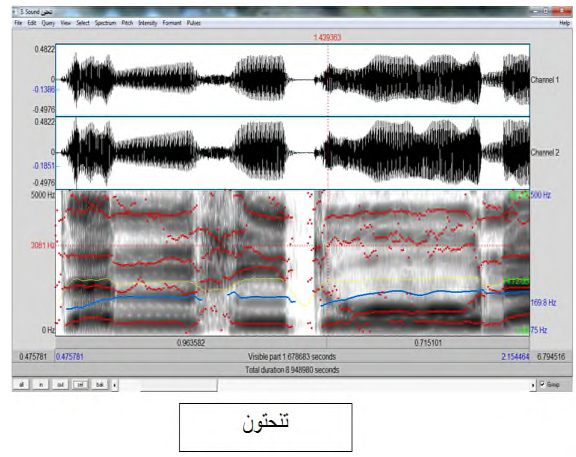 3. Sound تنحتون
File Edit Query View Select Spectrum Pitch Intensity Formant Pulses Help
1.439363
0.4822
0
-0.1386
-0.4976
Channel 1
0.4822
0
-0.1851
-0.4976
Channel 2
5000 Hz
500 Hz
3081 Hz
169.8 Hz
0 Hz
75 Hz
0.963582 0.715101
0.475781 0.475781 Visible part 1.678683 seconds 2.154464 6.794516
Total duration 8.948980 seconds
all in out sel bak Group
تنحتون